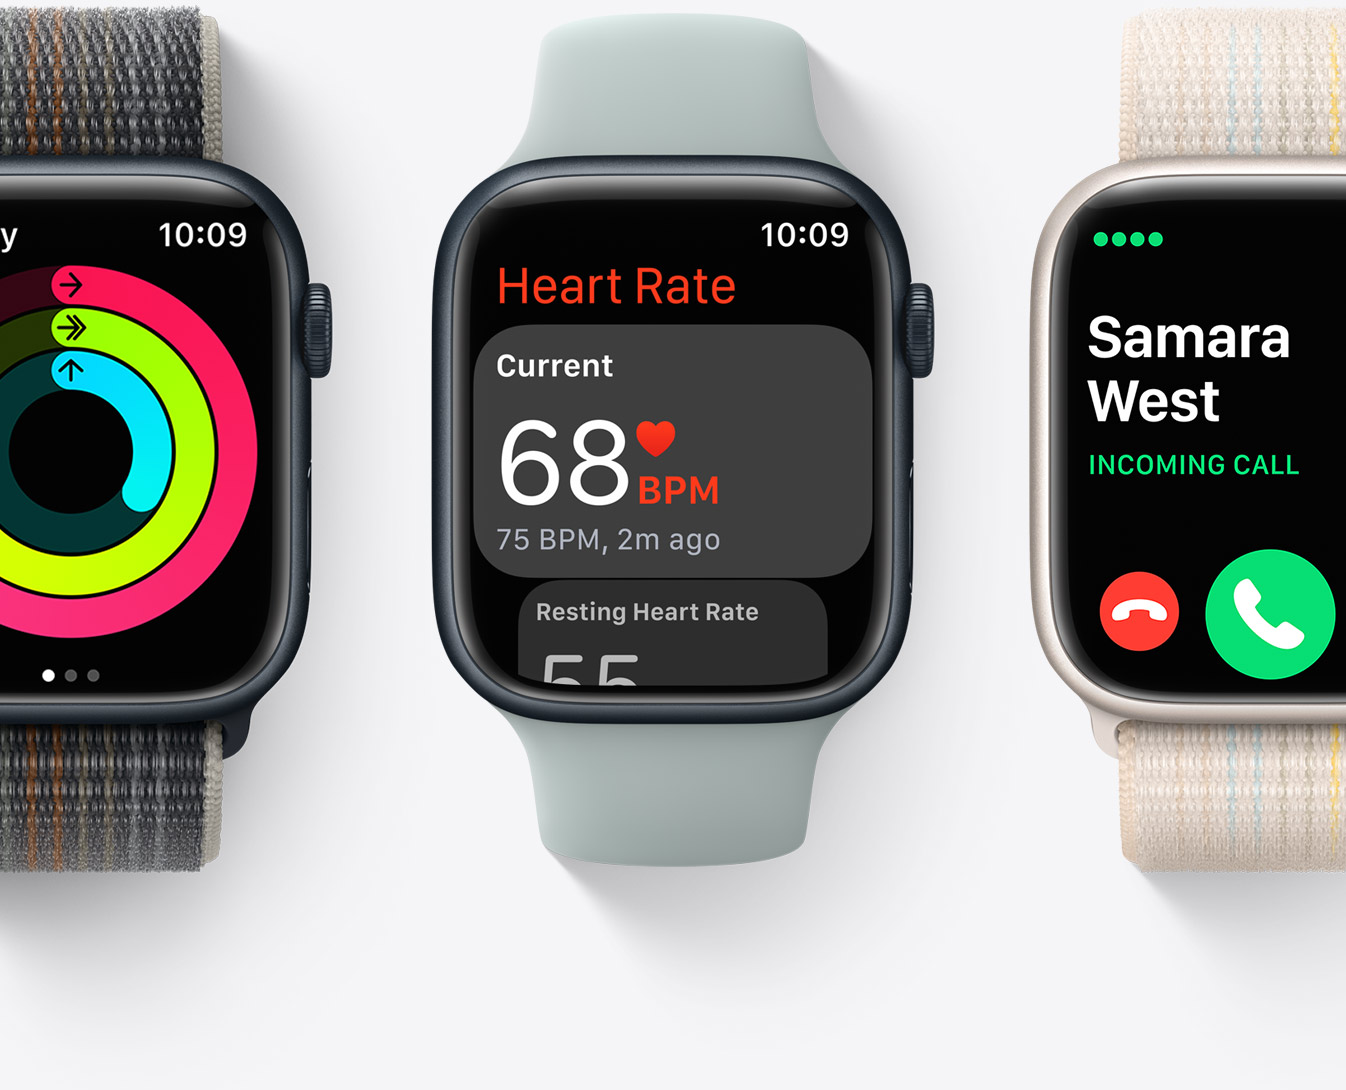 y
10:09
10:09
Heart Rate
Current
68
BPM
75 BPM, 2m ago
Resting Heart Rate
55
Samara
West
INCOMING CALL